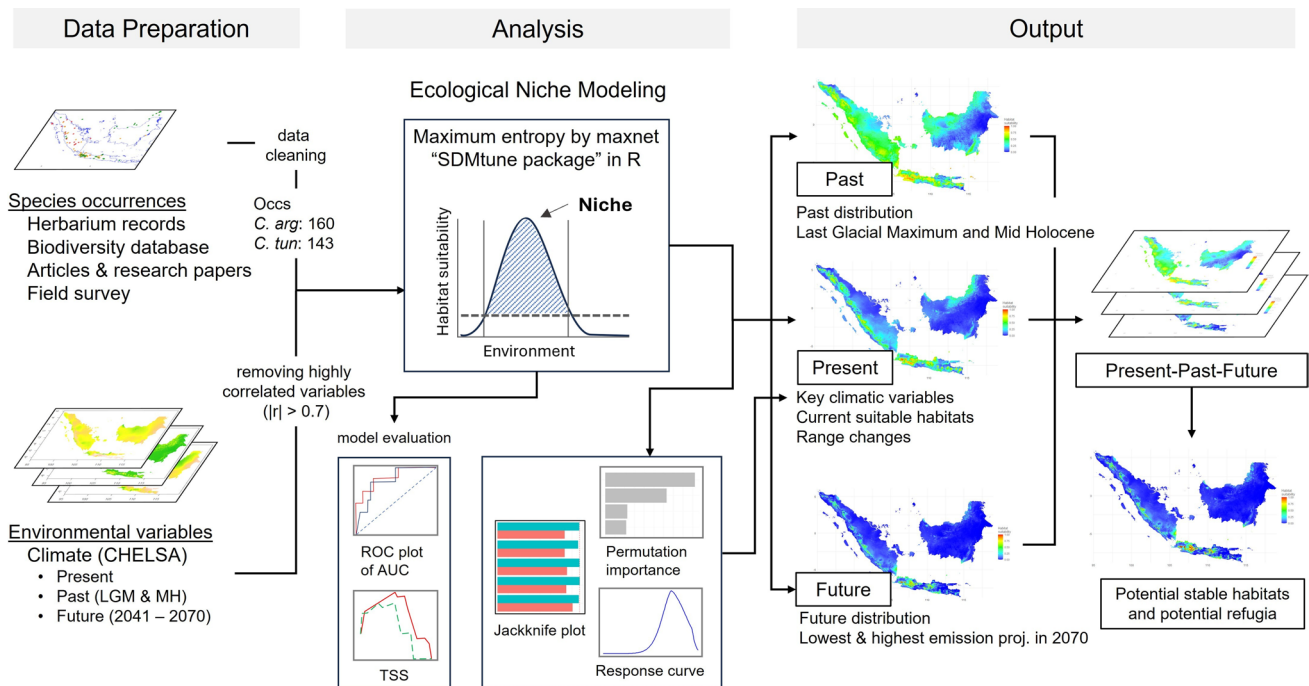 Data Preparation
Analysis
Output
Species occurrences
Herbarium records
Biodiversity database
Articles & research papers
Field survey
data
cleaning
Occs
C. arg: 160
C. tun: 143
removing highly
correlated variables
(|r| > 0.7)
Environmental variables
Climate (CHELSA)
• Present
• Past (LGM & MH)
• Future (2041 – 2070)
Ecological Niche Modeling
Maximum entropy by maxnet
“SDMtune package” in R
Niche
Habitat suitability
Environment
model evaluation
ROC plot
of AUC
TSS
Jackknife plot
Permutation
importance
Response curve
Past
Past distribution
Last Glacial Maximum and Mid Holocene
Present
Key climatic variables
Current suitable habitats
Range changes
Future
Future distribution
Lowest & highest emission proj. in 2070
Present-Past-Future
Potential stable habitats
and potential refugia